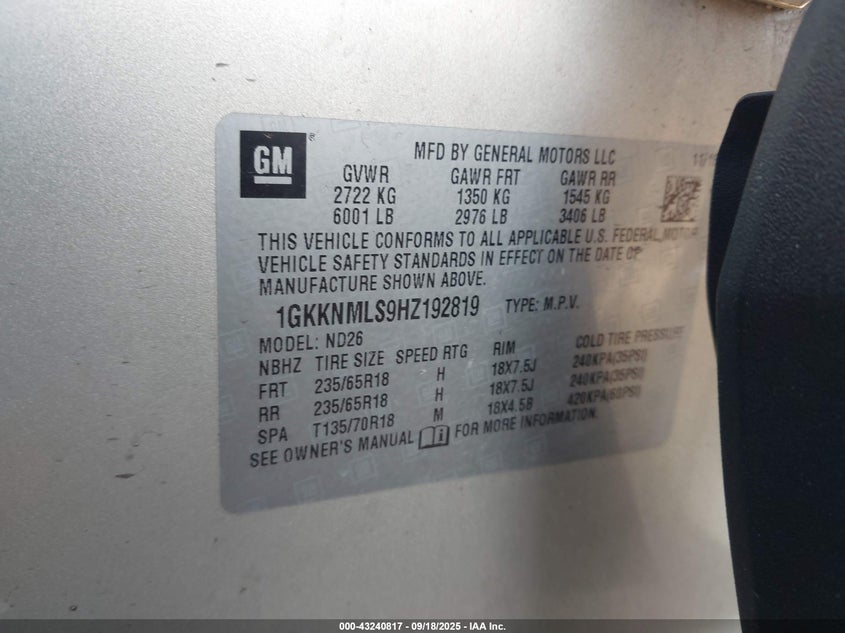 GM
®
MFD BY GENERAL MOTORS LLC
GVWR GAWR FRT GAWR RR
2722 KG 1350 KG 1545 KG
6001 LB 2976 LB 3406 LB
THIS VEHICLE CONFORMS TO ALL APPLICABLE U.S. FEDERAL MOTOR
VEHICLE SAFETY STANDARDS IN EFFECT ON THE DATE OF
MANUFACTURE SHOWN ABOVE.
1GKKNMLS9HZ192819 TYPE: M.P.V.
MODEL: ND26
NBHZ TIRE SIZE SPEED RTG RIM COLD TIRE PRESSURE
FRT 235/65R18 H 18X7.5J 240KPA(35PSI)
RR 235/65R18 H 18X7.5J 240KPA(35PSI)
SPA T135/70R18 M 18X4.5B 420KPA(60PSI)
SEE OWNER'S MANUAL FOR MORE INFORMATION.
000-43240817 - 09/18/2025 - IAA Inc.